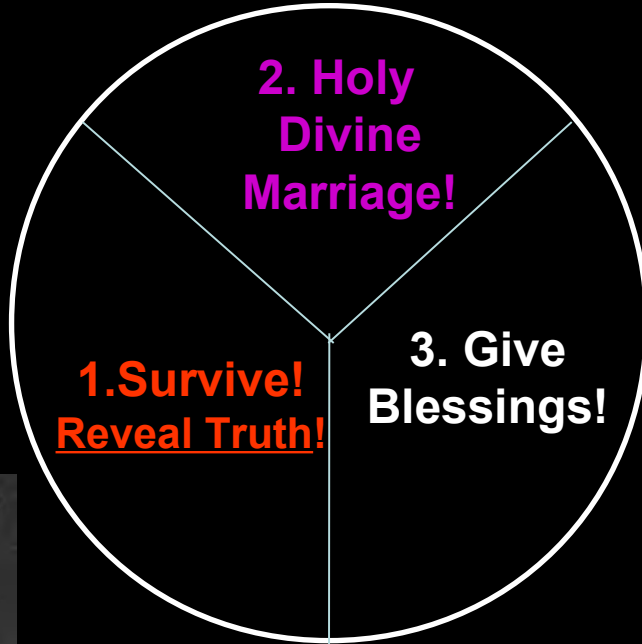 2. Holy
Divine
Marriage!
1.Survive!
Reveal Truth!
3. Give
Blessings!